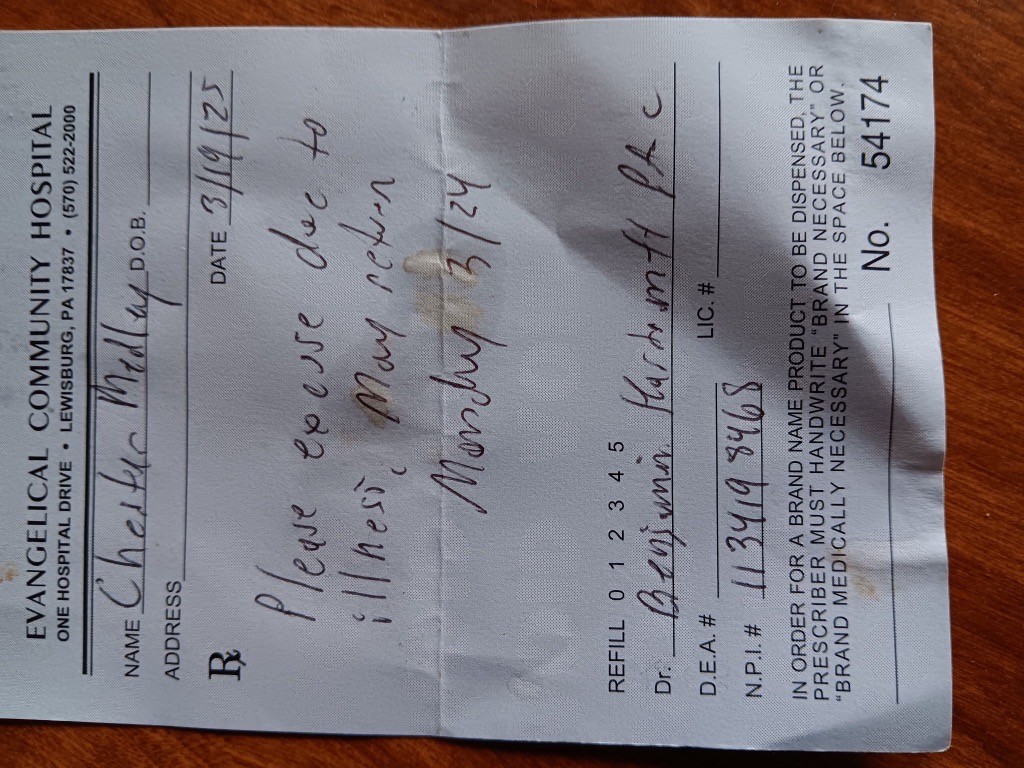 EVANGELICAL COMMUNITY HOSPITAL
ONE HOSPITAL DRIVE • LEWISBURG, PA 17837 • (570) 522-2000
NAME Chester Medlay D.O.B.
ADDRESS DATE 3/19/25
Rx
Please excuse due to
illness. May return
Monday 3/24
REFILL 0 1 2 3 4 5
Dr. Benjamin PA C
D.E.A. # LIC. #
N.P.I. # 1134198468
IN ORDER FOR A BRAND NAME PRODUCT TO BE DISPENSED, THE
PRESCRIBER MUST HANDWRITE "BRAND NECESSARY" OR
"BRAND MEDICALLY NECESSARY" IN THE SPACE BELOW.
No. 54174